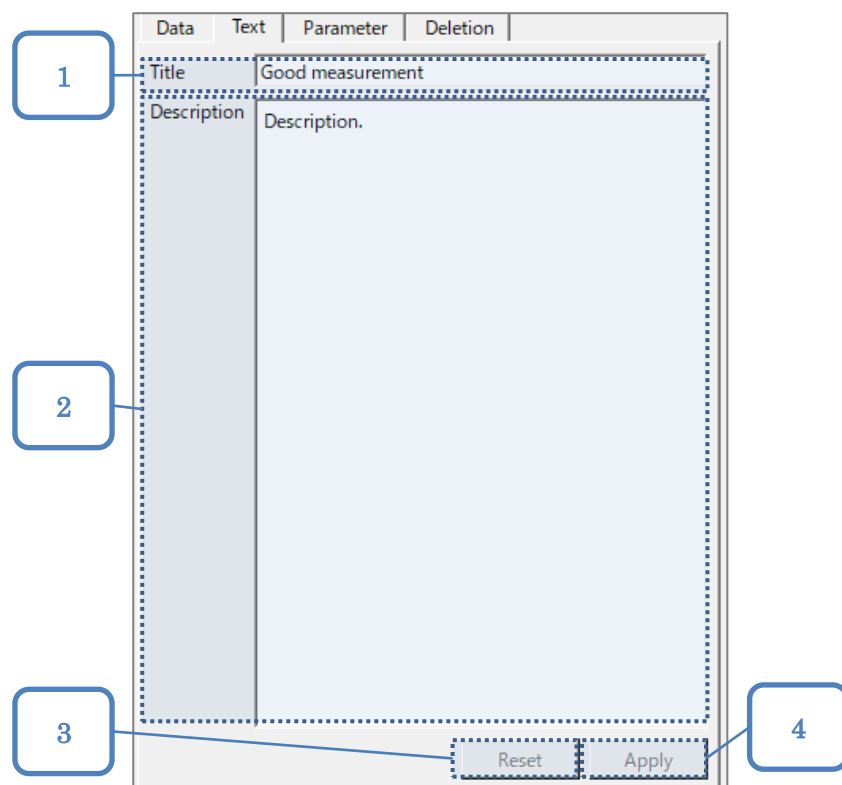 Data Text Parameter Deletion
1
Title Good measurement
Description Description.
2
3
Reset Apply
4